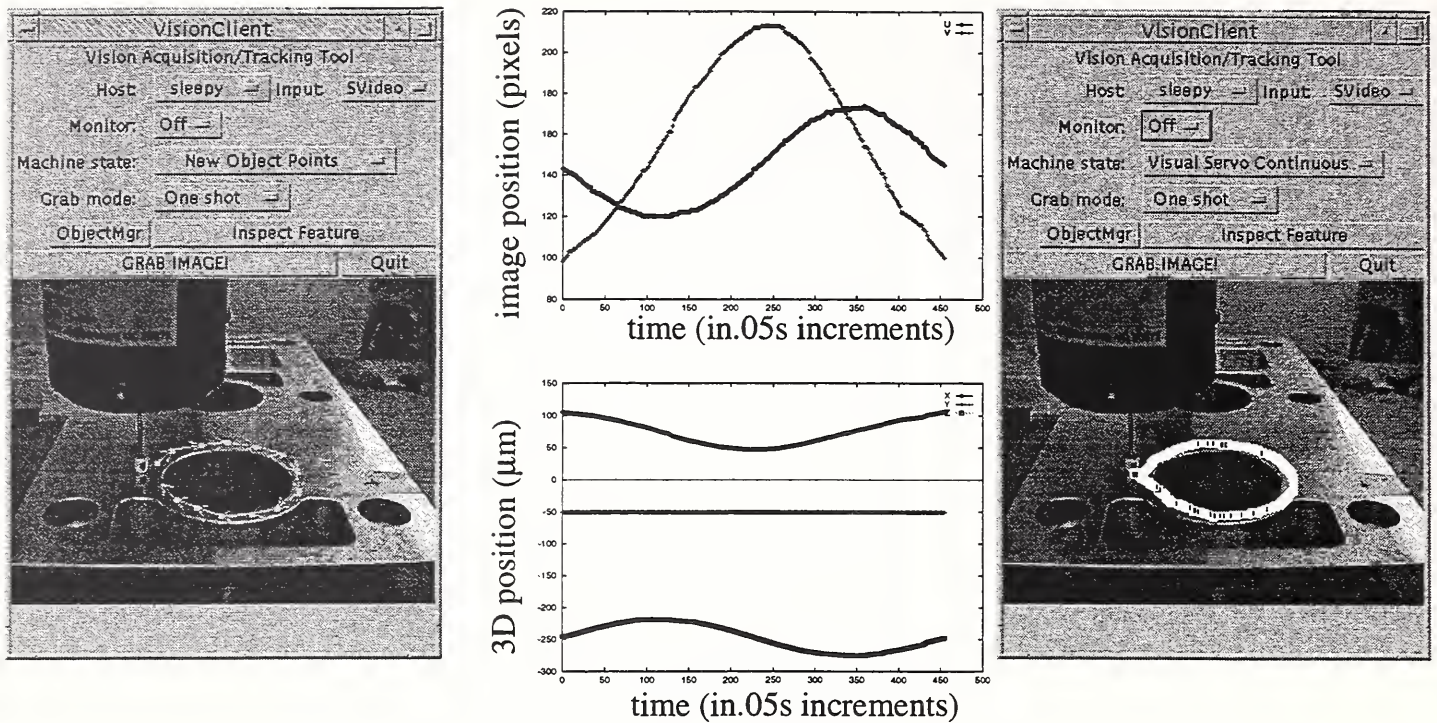 VisionClient
Vision Acquisition/Tracking Tool
Host: sleepy Input: SVideo
Monitor: Off
Machine state: New Object Points
Grab mode: One shot
ObjectMgr Inspect Feature
GRAB IMAGE! Quit
image position (pixels)
220
200
180
160
140
120
100
80
U
V
0 50 100 150 200 250 300 350 400 450 500
time (in.05s increments)
3D position (µm)
150
100
50
0
-50
-100
-150
-200
-250
-300
X
Y
0 50 100 150 200 250 300 350 400 450 500
time (in.05s increments)
VisionClient
Vision Acquisition/Tracking Tool
Host: sleepy Input: SVideo
Monitor: Off
Machine state: Visual Servo Continuous
Grab mode: One shot
ObjectMgr Inspect Feature
GRAB IMAGE! Quit